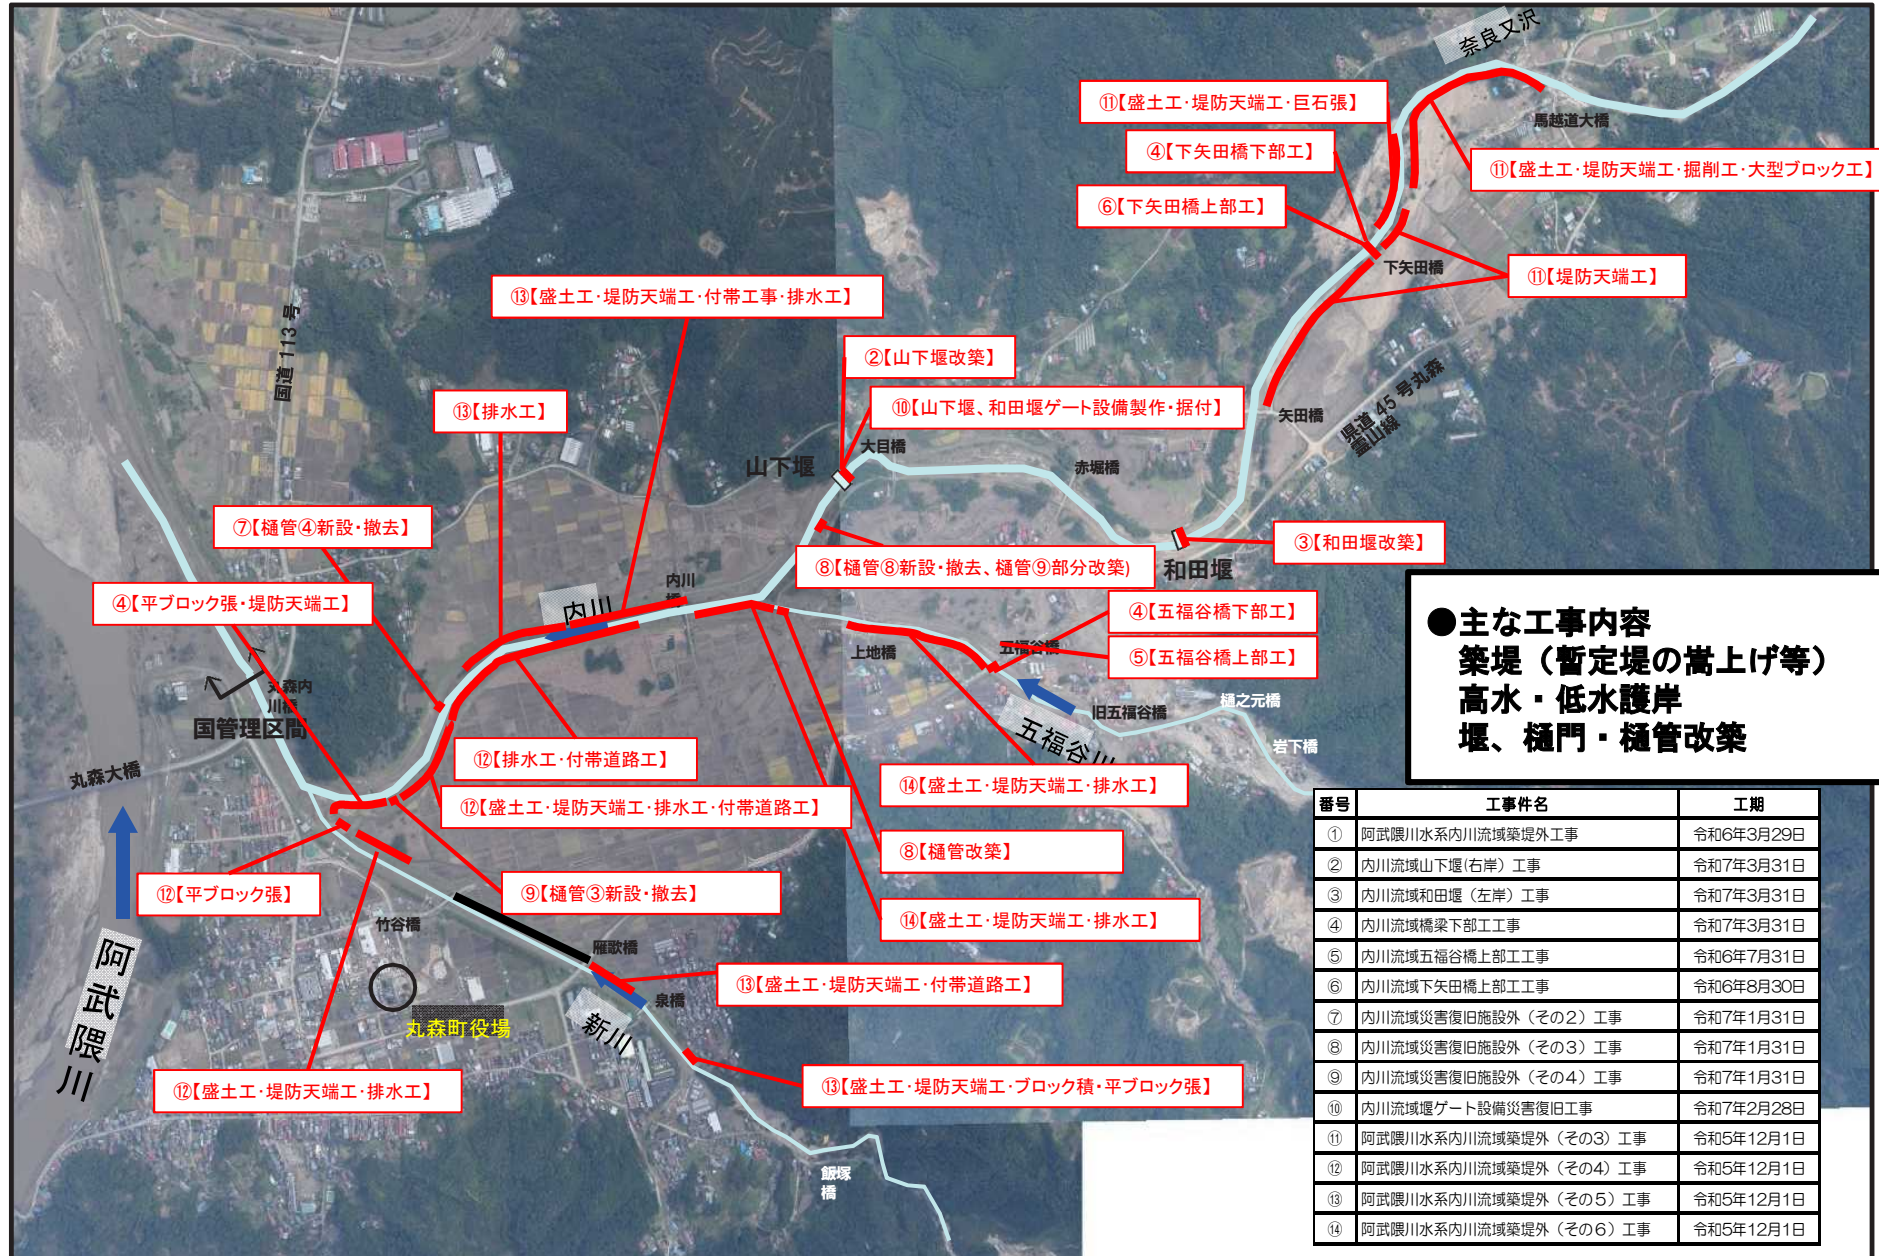 奈良又沢
⑪【盛土工・堤防天端工・巨石張】
馬越道大橋
④【下矢田橋下部工】
⑪【盛土工・堤防天端工・掘削工・大型ブロック工】
⑥【下矢田橋上部工】
下矢田橋
⑪【堤防天端工】
⑬【盛土工・堤防天端工・付帯工事・排水工】
国道 113 号
②【山下堰改築】
⑬【排水工】
⑩【山下堰、和田堰ゲート設備製作・据付】
矢田橋
県道 45 号丸森
霊山線
大目橋
山下堰
赤堀橋
⑦【樋管④新設・撤去】
③【和田堰改築】
⑧【樋管⑧新設・撤去、樋管⑨部分改築)
和田堰
内川
橋
④【平ブロック張・堤防天端工】
内川
④【五福谷橋下部工】
上地橋
五福谷橋
⑤【五福谷橋上部工】
丸森内
川橋
国管理区間
旧五福谷橋
樋之元橋
五福谷川
岩下橋
⑫【排水工・付帯道路工】
丸森大橋
⑭【盛土工・堤防天端工・排水工】
⑫【盛土工・堤防天端工・排水工・付帯道路工】
⑧【樋管改築】
⑫【平ブロック張】
⑨【樋管③新設・撤去】
⑭【盛土工・堤防天端工・排水工】
竹谷橋
雁歌橋
阿武隈川
⑬【盛土工・堤防天端工・付帯道路工】
泉橋
丸森町役場
新川
⑫【盛土工・堤防天端工・排水工】
⑬【盛土工・堤防天端工・ブロック積・平ブロック張】
飯塚
橋
●主な工事内容
築堤（暫定堤の嵩上げ等）
高水・低水護岸
堰、樋門・樋管改築
番号 工事件名 工期
① 阿武隈川水系内川流域築堤外工事 令和6年3月29日
② 内川流域山下堰(右岸）工事 令和7年3月31日
③ 内川流域和田堰（左岸）工事 令和7年3月31日
④ 内川流域橋梁下部工工事 令和7年3月31日
⑤ 内川流域五福谷橋上部工工事 令和6年7月31日
⑥ 内川流域下矢田橋上部工工事 令和6年8月30日
⑦ 内川流域災害復旧施設外（その2）工事 令和7年1月31日
⑧ 内川流域災害復旧施設外（その3）工事 令和7年1月31日
⑨ 内川流域災害復旧施設外（その4）工事 令和7年1月31日
⑩ 内川流域堰ゲート設備災害復旧工事 令和7年2月28日
⑪ 阿武隈川水系内川流域築堤外（その3）工事 令和5年12月1日
⑫ 阿武隈川水系内川流域築堤外（その4）工事 令和5年12月1日
⑬ 阿武隈川水系内川流域築堤外（その5）工事 令和5年12月1日
⑭ 阿武隈川水系内川流域築堤外（その6）工事 令和5年12月1日